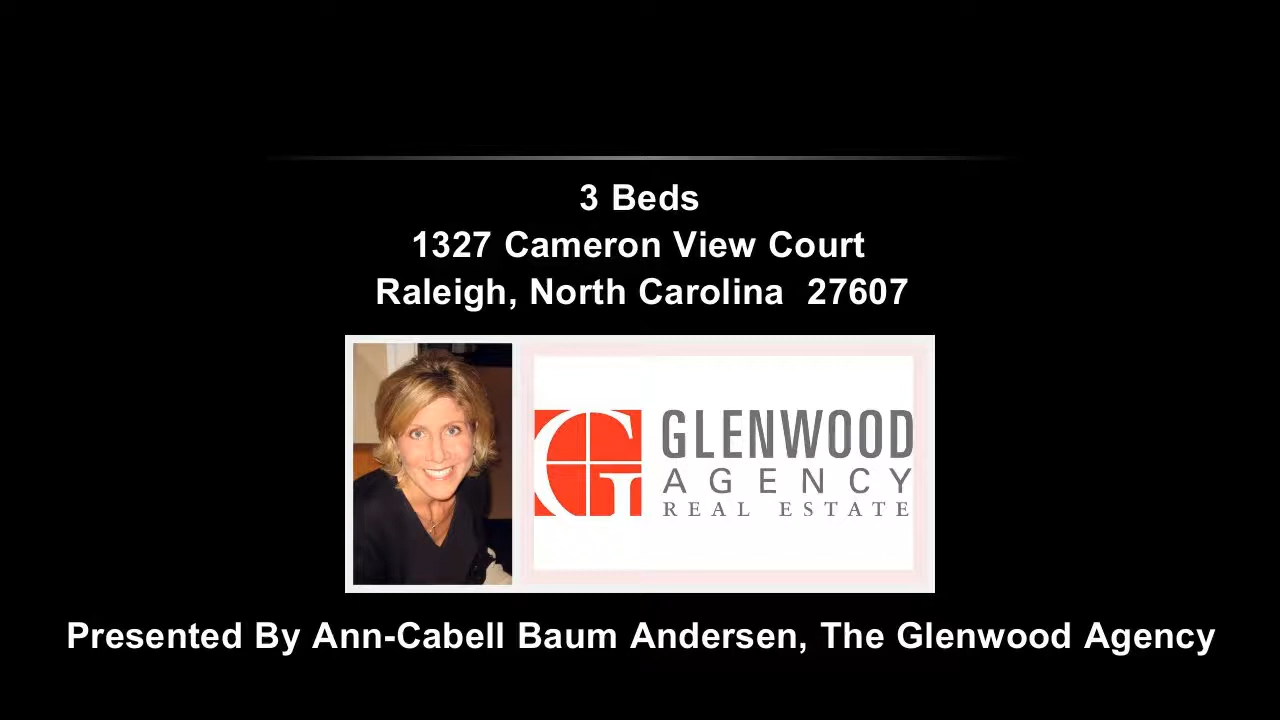 3 Beds
1327 Cameron View Court
Raleigh, North Carolina  27607
G
GLENWOOD
AGENCY
REAL ESTATE
Presented By Ann-Cabell Baum Andersen, The Glenwood Agency